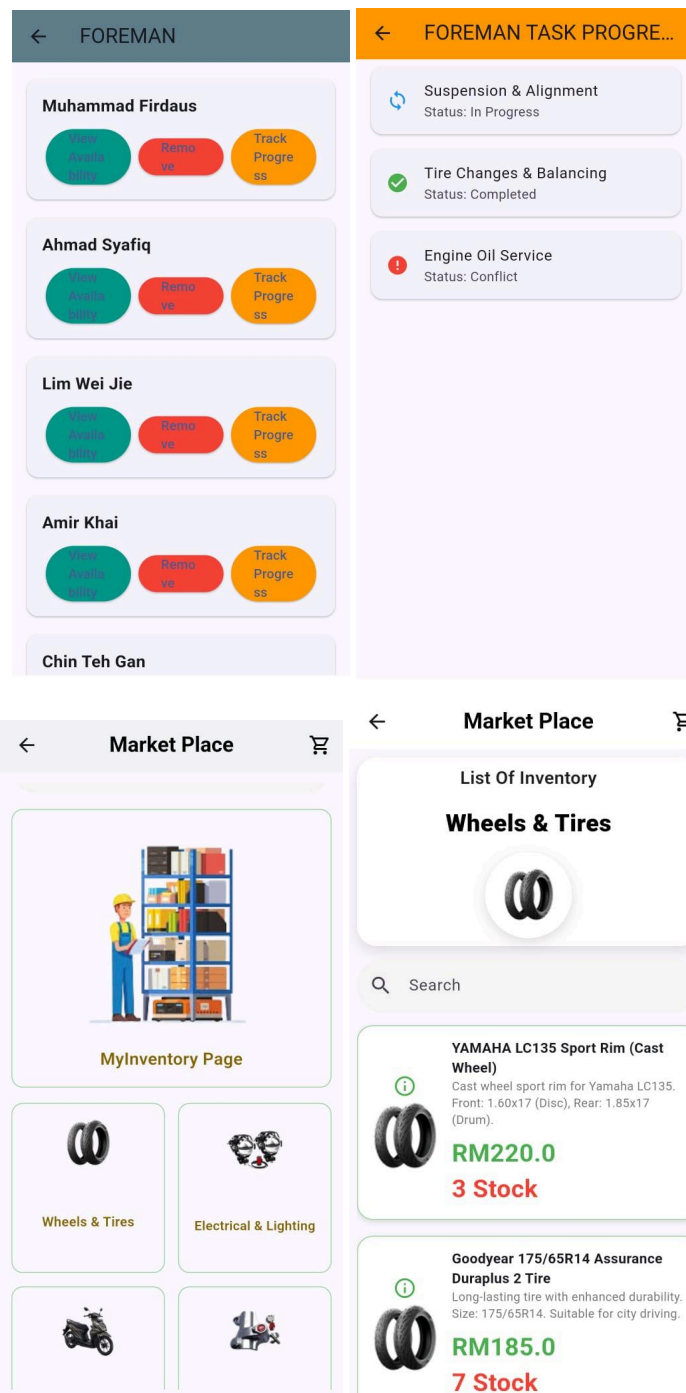 FOREMAN
Muhammad Firdaus
View
Availa
bility
Remo
ve
Track
Progre
ss
Ahmad Syafiq
View
Availa
bility
Remo
ve
Track
Progre
ss
Lim Wei Jie
View
Availa
bility
Remo
ve
Track
Progre
ss
Amir Khai
View
Availa
bility
Remo
ve
Track
Progre
ss
Chin Teh Gan
FOREMAN TASK PROGRE...
Suspension & Alignment
Status: In Progress
Tire Changes & Balancing
Status: Completed
Engine Oil Service
Status: Conflict
Market Place
MyInventory Page
Wheels & Tires
Electrical & Lighting
Market Place
List Of Inventory
Wheels & Tires
Search
YAMAHA LC135 Sport Rim (Cast
Wheel)
Cast wheel sport rim for Yamaha LC135.
Front: 1.60x17 (Disc), Rear: 1.85x17
(Drum).
RM220.0
3 Stock
Goodyear 175/65R14 Assurance
Duraplus 2 Tire
Long-lasting tire with enhanced durability.
Size: 175/65R14. Suitable for city driving.
RM185.0
7 Stock